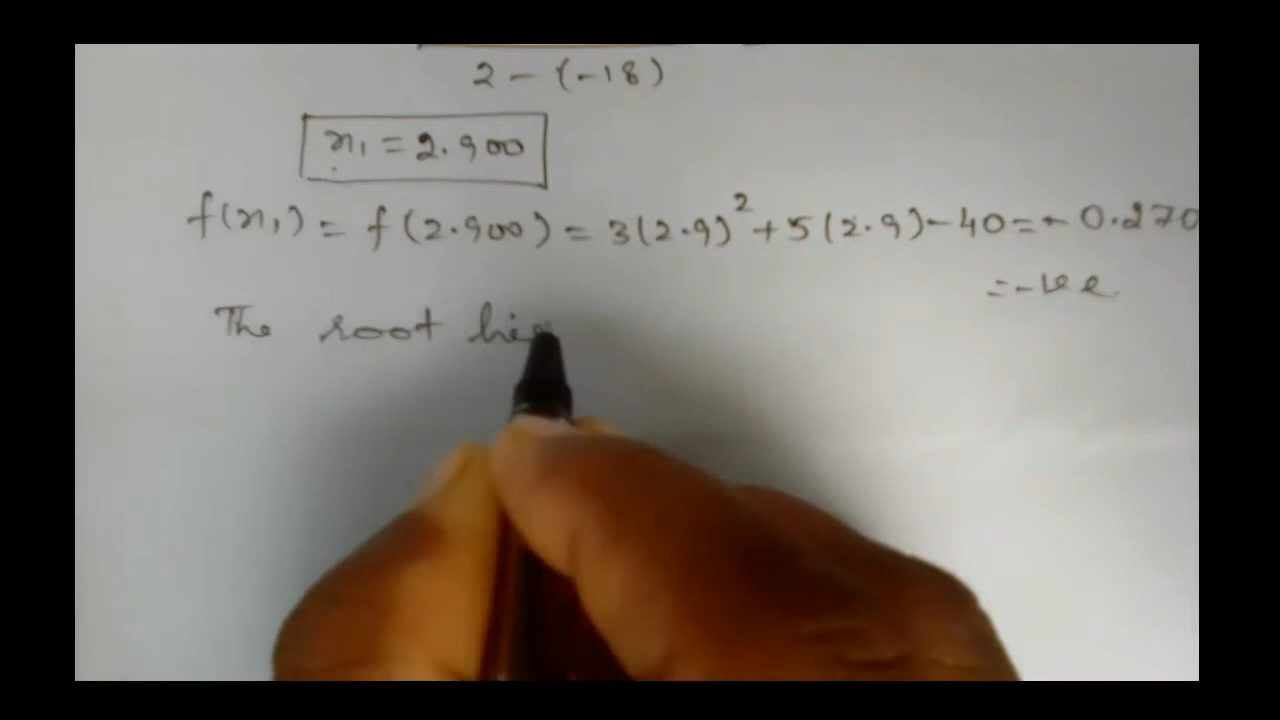 2 - (-18)
x₁ = 2.900
f(x₁) = f(2.900) = 3(2.9)² + 5(2.9) - 40 = - 0.270
= -ve
The root lies